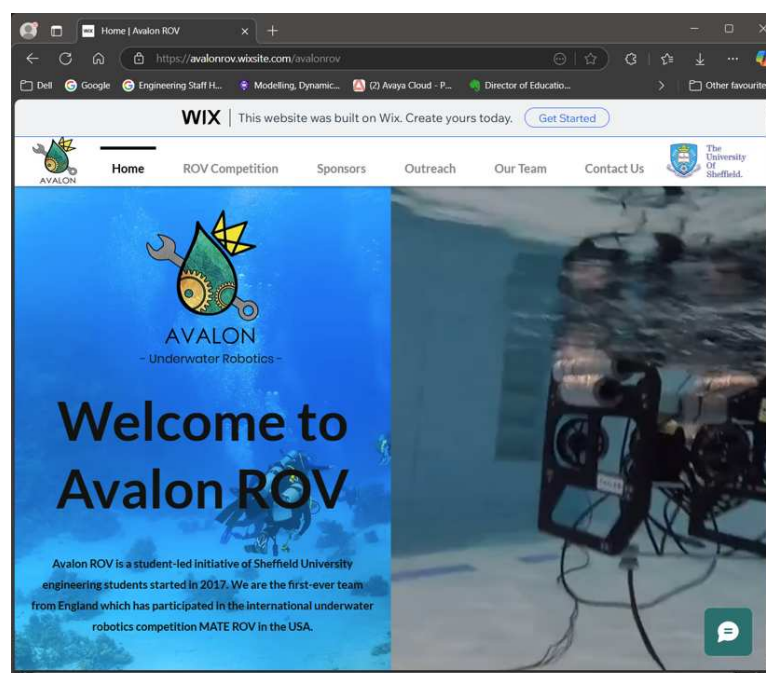 Home | Avalon ROV
https://avalonrov.wixsite.com/avalonrov
Dell
Google
Engineering Staff H...
Modelling, Dynamic...
(2) Avaya Cloud - P...
Director of Educatio...
Other favourite
WIX | This website was built on Wix. Create yours today. Get Started
AVALON
Home
ROV Competition
Sponsors
Outreach
Our Team
Contact Us
The
University
Of
Sheffield.
AVALON
- Underwater Robotics -
Welcome to
Avalon ROV
Avalon ROV is a student-led initiative of Sheffield University
engineering students started in 2017. We are the first-ever team
from England which has participated in the international underwater
robotics competition MATE ROV in the USA.